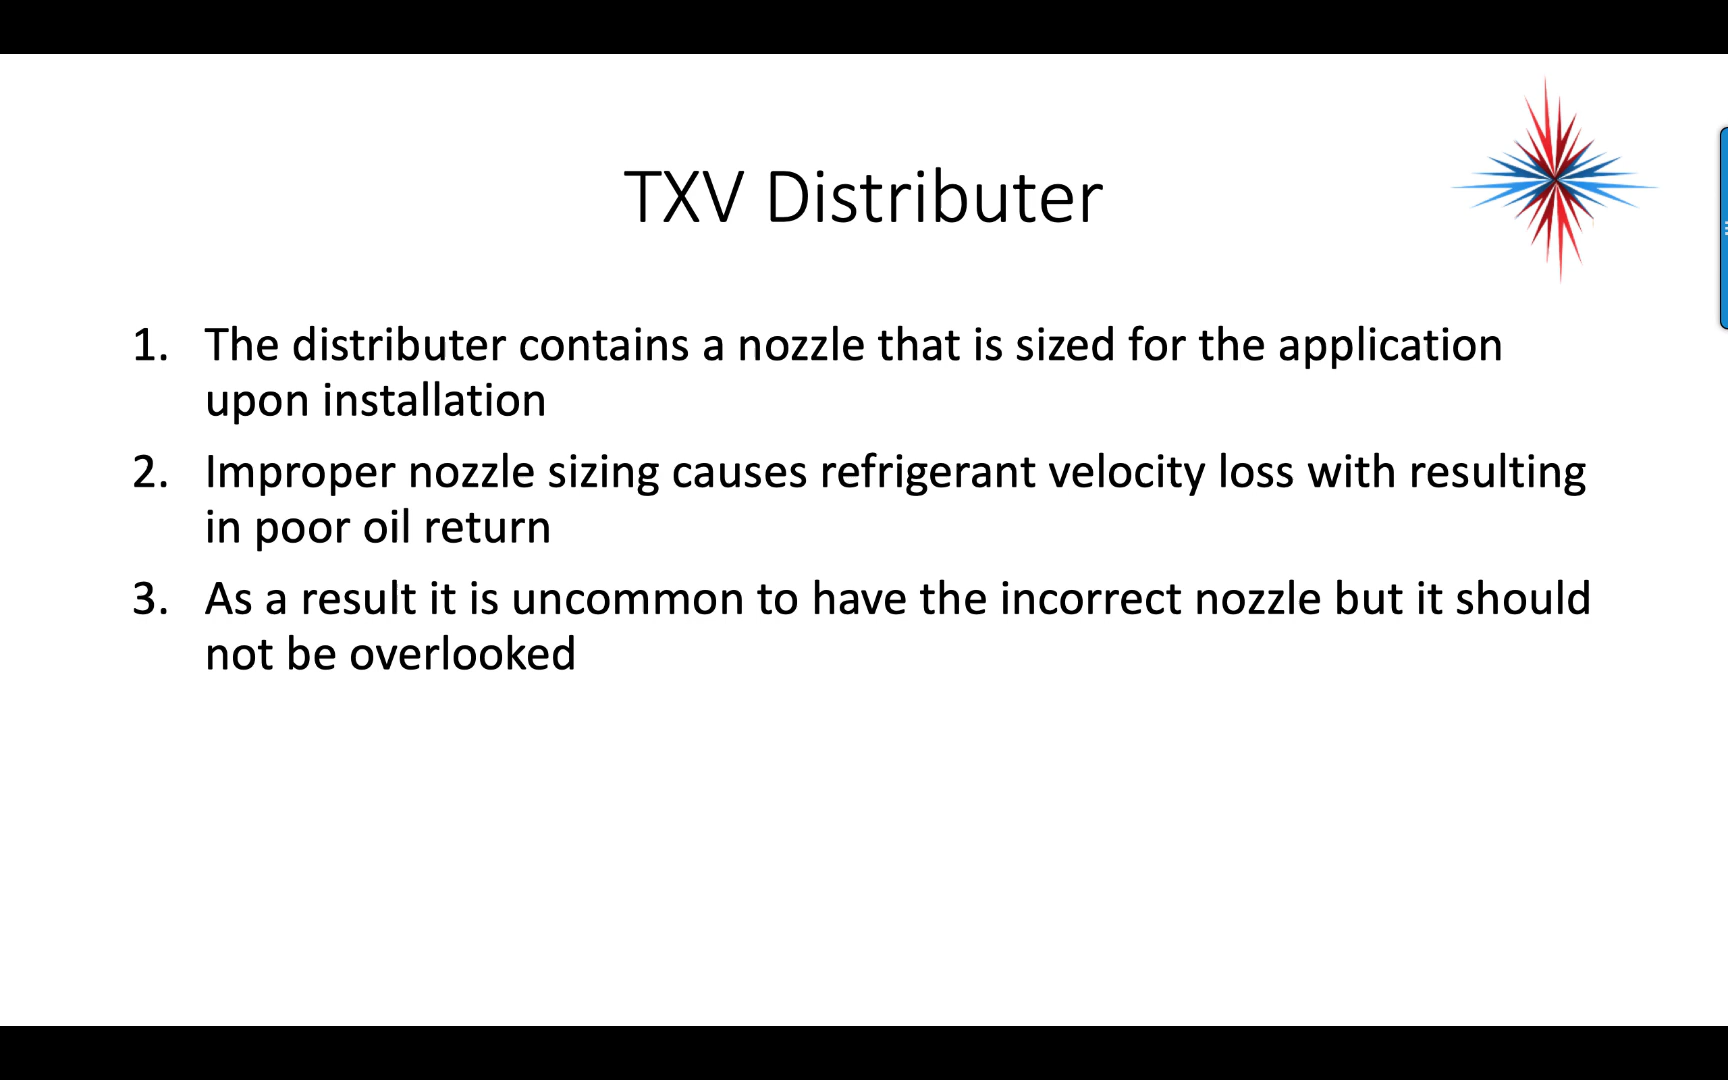 TXV Distributer
1. The distributer contains a nozzle that is sized for the application
upon installation
2. Improper nozzle sizing causes refrigerant velocity loss with resulting
in poor oil return
3. As a result it is uncommon to have the incorrect nozzle but it should
not be overlooked